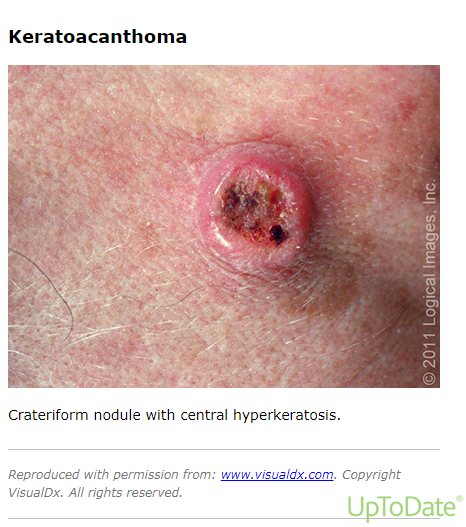 Keratoacanthoma
© 2011 Logical Images, Inc.
Crateriform nodule with central hyperkeratosis.
Reproduced with permission from: www.visualdx.com. Copyright
VisualDx. All rights reserved.
UpToDate®